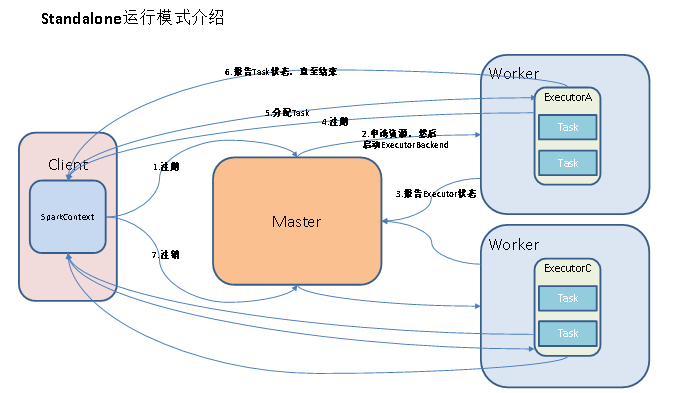 Standalone运行模式介绍
6.报告Task状态，直至结束
Worker
ExecutorA
5.分配Task
4.注册
Task
2.申请资源，然后
启动ExecutorBackend
Client
1.注册
Task
3.报告Executor状态
SparkContext
Master
Worker
7.注销
ExecutorC
Task
Task